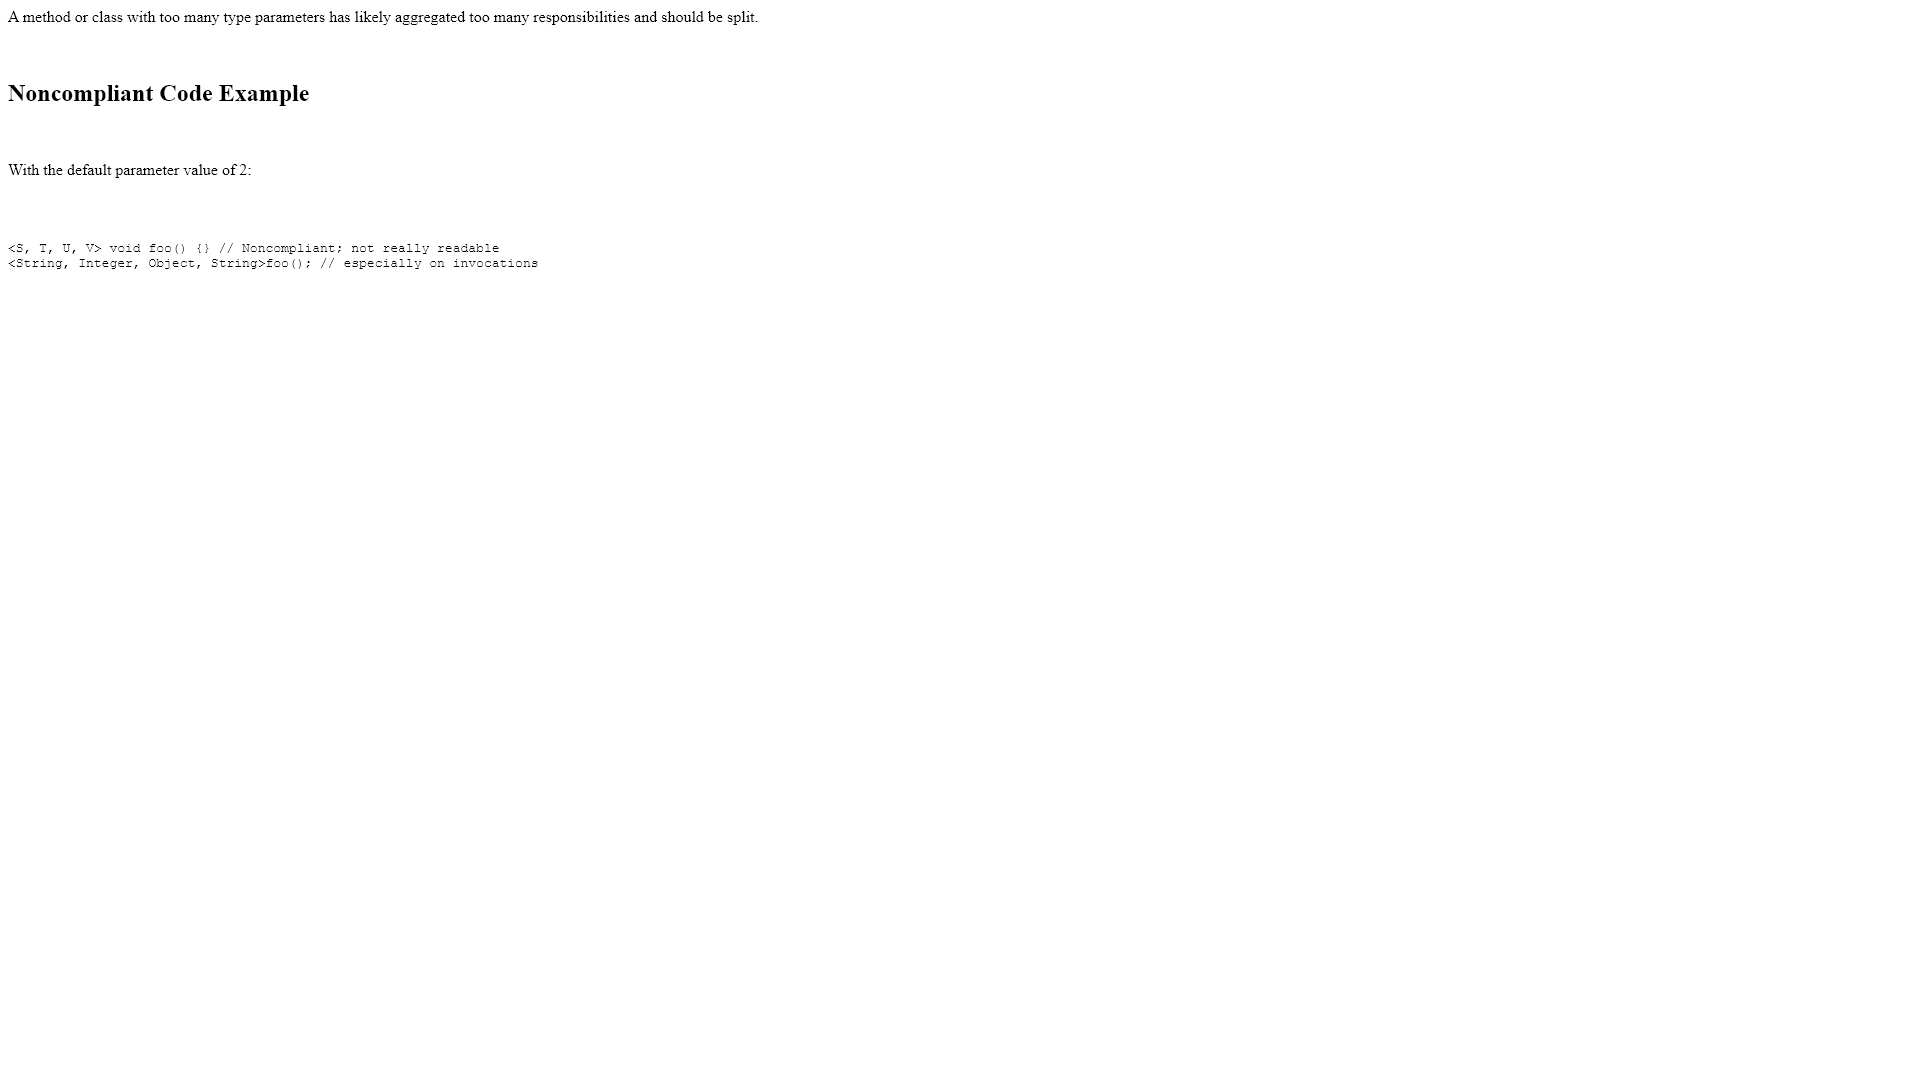 A method or class with too many type parameters has likely aggregated too many responsibilities and should be split.
Noncompliant Code Example
With the default parameter value of 2:
<S, T, U, V> void foo() {} // Noncompliant; not really readable
<String, Integer, Object, String>foo(); // especially on invocations